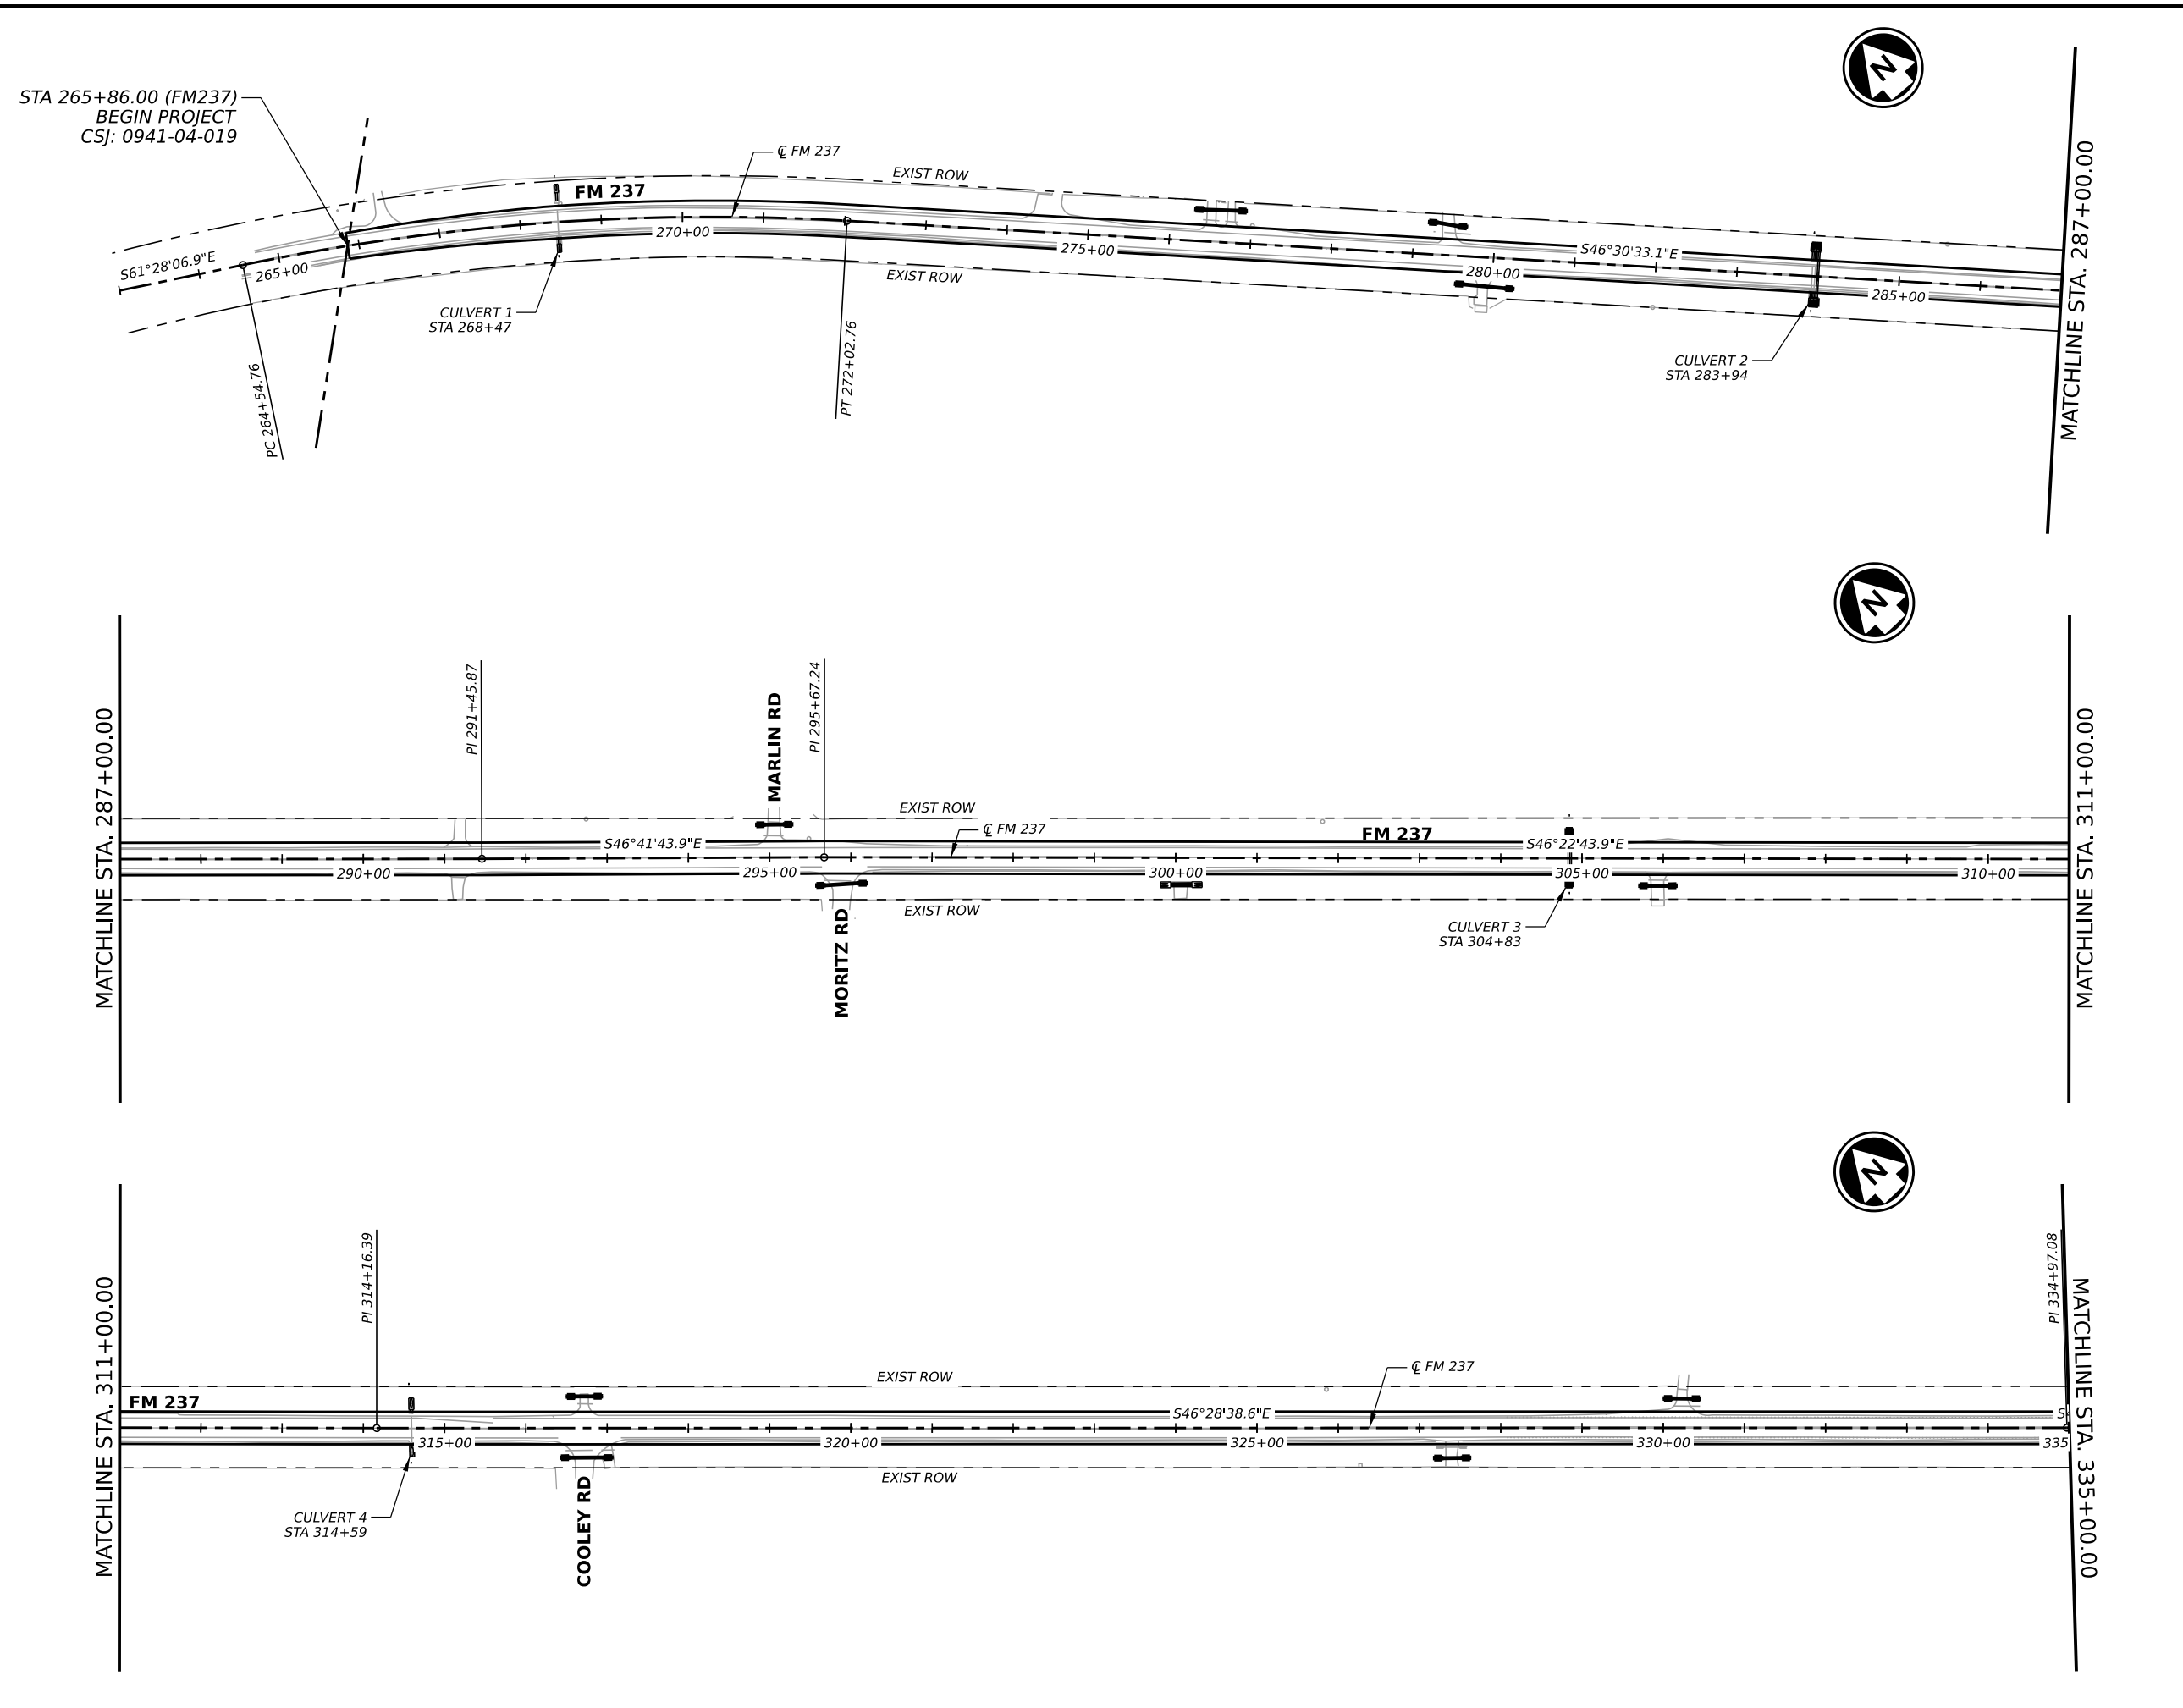 STA 265+86.00 (FM237)
BEGIN PROJECT
CSJ: 0941-04-019
N
℄ FM 237
EXIST ROW
FM 237
S61°28'06.9"E
265+00
270+00
275+00
280+00
S46°30'33.1"E
285+00
EXIST ROW
CULVERT 1
STA 268+47
CULVERT 2
STA 283+94
PC 264+54.76
PT 272+02.76
MATCHLINE STA. 287+00.00
N
MATCHLINE STA. 287+00.00
PI 291+45.87
MARLIN RD
PI 295+67.24
EXIST ROW
℄ FM 237
FM 237
S46°41'43.9"E
S46°22'43.9"E
290+00
295+00
300+00
305+00
310+00
EXIST ROW
MORITZ RD
CULVERT 3
STA 304+83
MATCHLINE STA. 311+00.00
N
MATCHLINE STA. 311+00.00
PI 314+16.39
PI 334+97.08
EXIST ROW
℄ FM 237
FM 237
S46°28'38.6"E
S
315+00
320+00
325+00
330+00
335
EXIST ROW
CULVERT 4
STA 314+59
COOLEY RD
MATCHLINE STA. 335+00.00